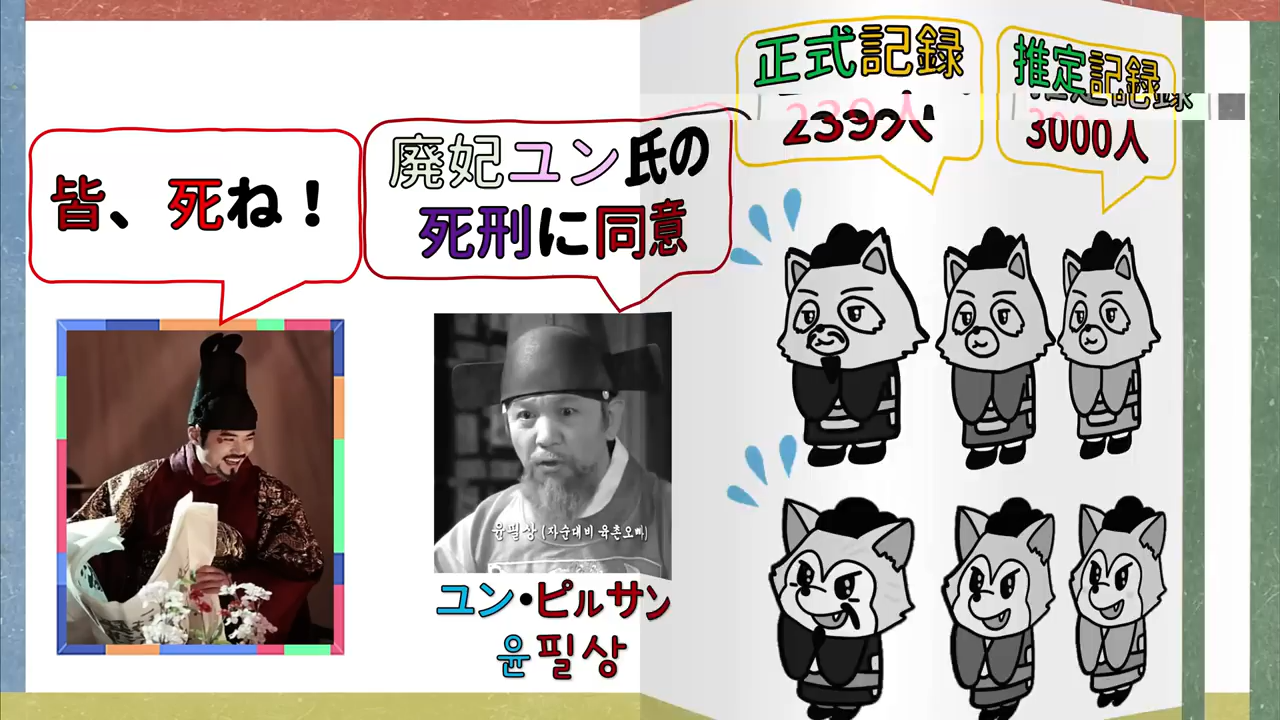 皆、死ね！
廃妃ユン氏の
死刑に同意
正式記録
239人
推定記録
3000人
윤필상 (자순대비 육촌오빠)
ユン・ピルサン
윤필상